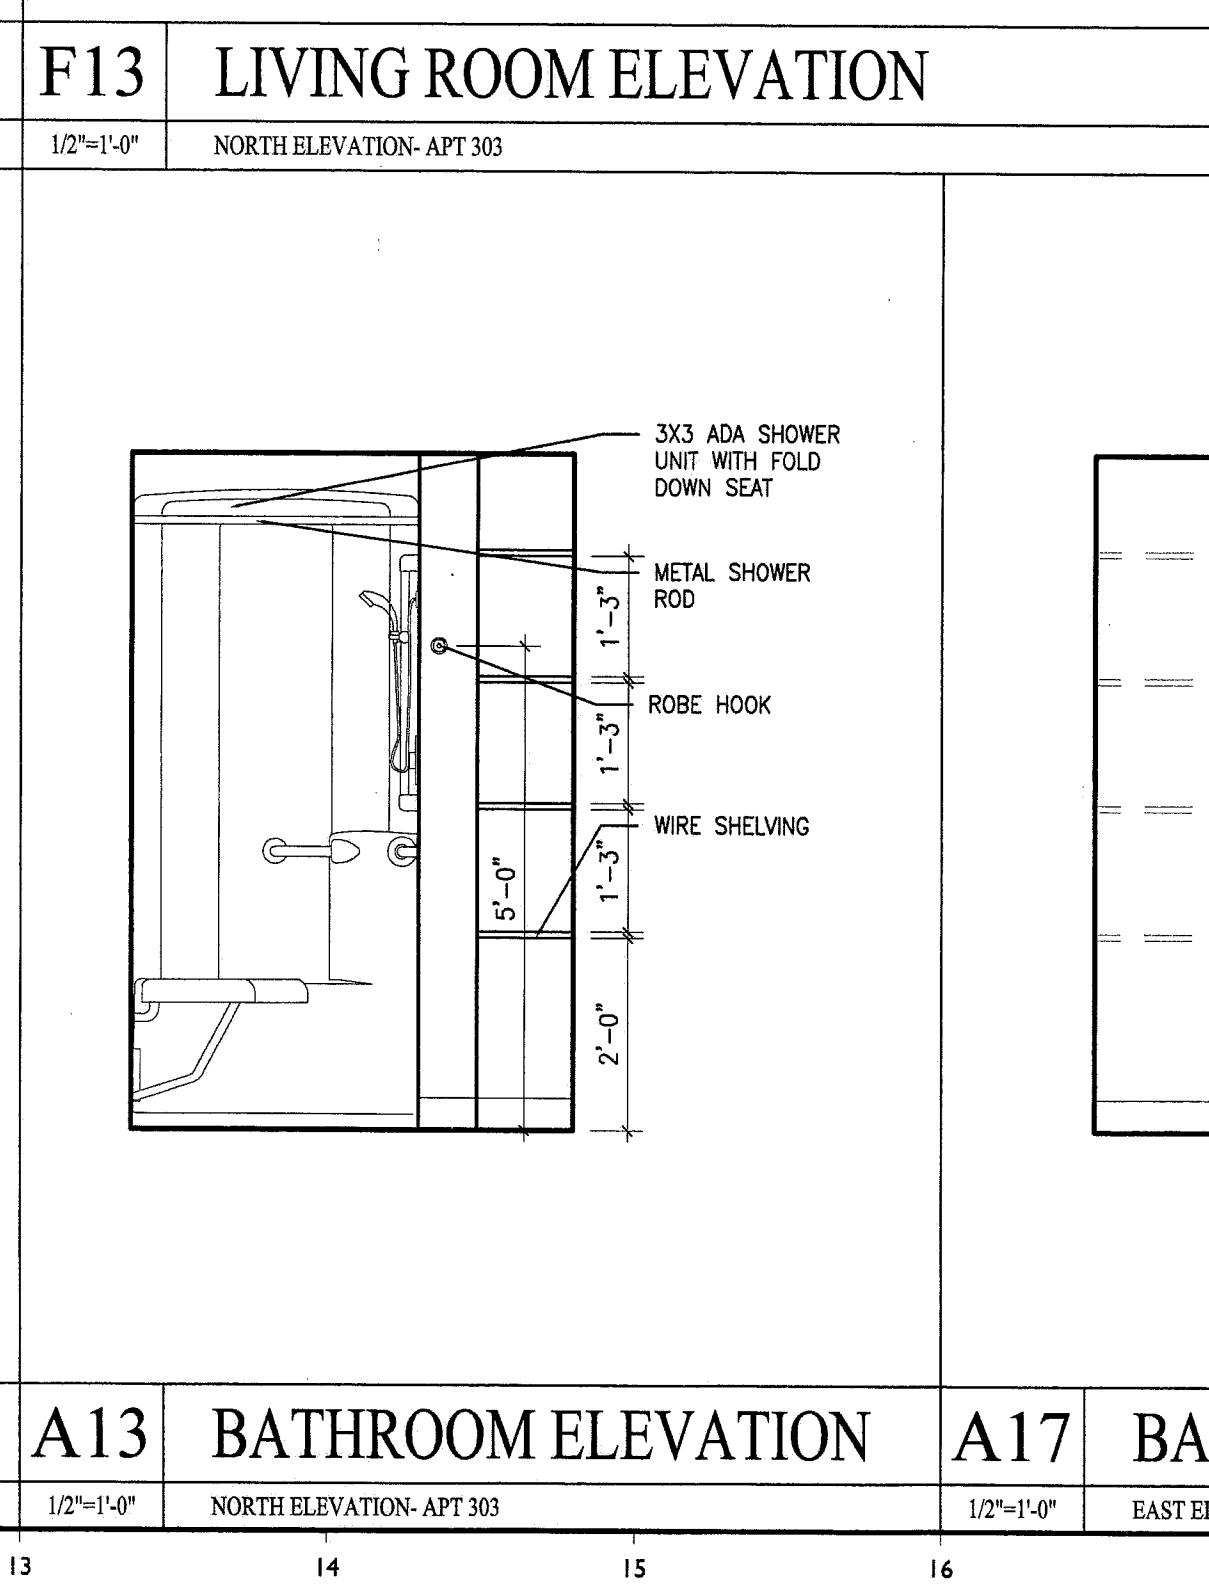 F13 LIVING ROOM ELEVATION
1/2"=1'-0" NORTH ELEVATION- APT 303
3X3 ADA SHOWER
UNIT WITH FOLD
DOWN SEAT
METAL SHOWER
ROD
1'-3"
ROBE HOOK
1'-3"
WIRE SHELVING
1'-3"
5'-0"
2'-0"
A13 BATHROOM ELEVATION A17 BA
1/2"=1'-0" NORTH ELEVATION- APT 303 1/2"=1'-0" EAST EL
13 14 15 16